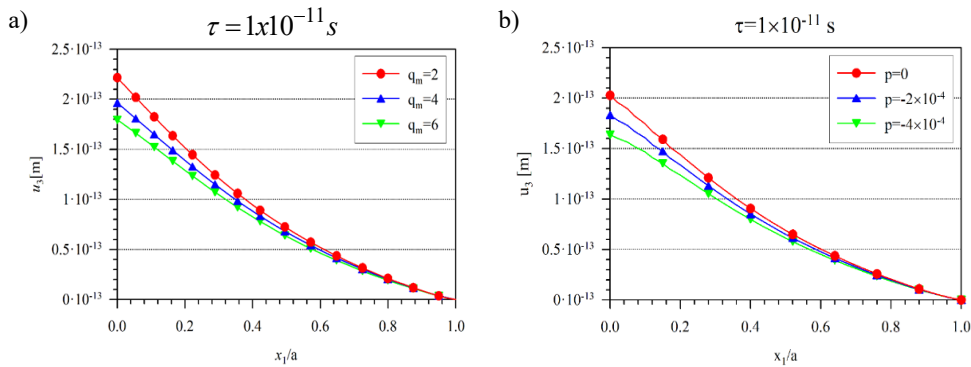 a)
τ = 1x10⁻¹¹ s
2.5·10⁻¹³
2·10⁻¹³
1.5·10⁻¹³
1·10⁻¹³
0.5·10⁻¹³
0·10⁻¹³
u₃[m]
qₘ=2
qₘ=4
qₘ=6
0.0 0.2 0.4 0.6 0.8 1.0
x₁/a
b)
τ=1×10⁻¹¹ s
2.5·10⁻¹³
2·10⁻¹³
1.5·10⁻¹³
1·10⁻¹³
0.5·10⁻¹³
0·10⁻¹³
u₃ [m]
p=0
p=-2×10⁻⁴
p=-4×10⁻⁴
0.0 0.2 0.4 0.6 0.8 1.0
x₁/a